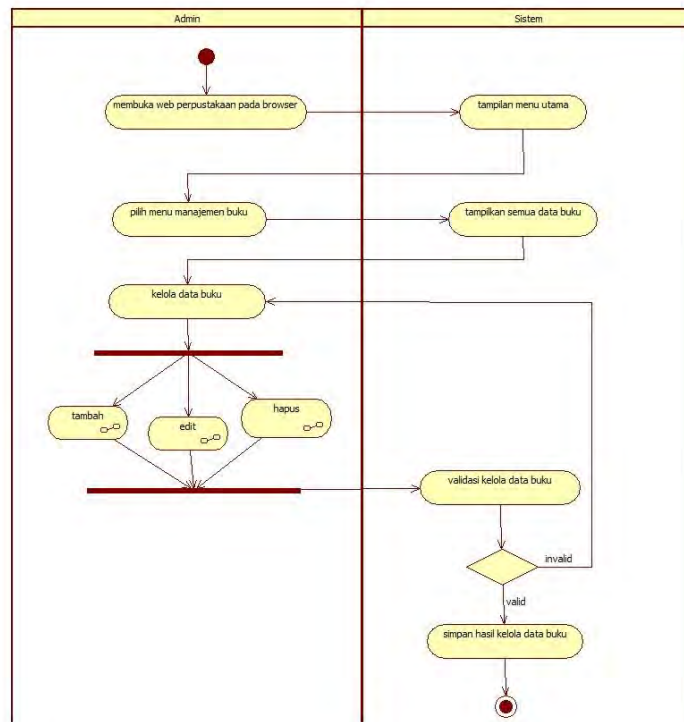 Admin
Sistem
membuka web perpustakaan pada browser
tampilan menu utama
pilih menu manajemen buku
tampilkan semua data buku
kelola data buku
tambah
edit
hapus
validasi kelola data buku
invalid
valid
simpan hasil kelola data buku